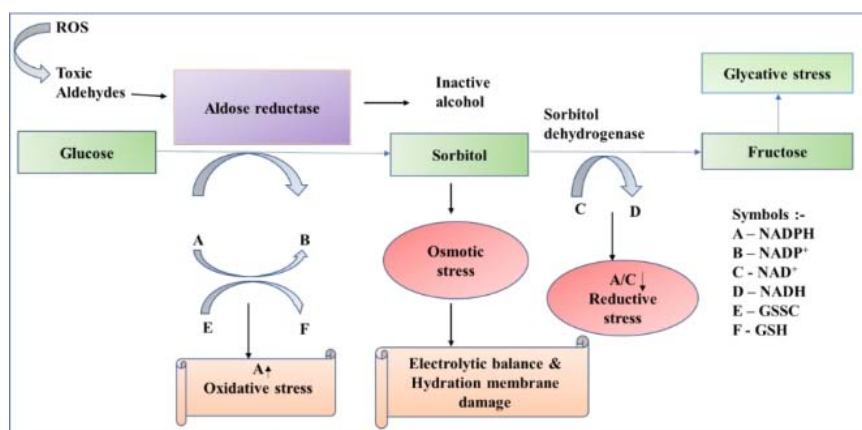 ROS
Toxic
Aldehydes
Aldose reductase
Inactive
alcohol
Glucose
Sorbitol
Sorbitol
dehydrogenase
Fructose
Glycative stress
A
B
E
F
A↑
Oxidative stress
Osmotic
stress
Electrolytic balance &
Hydration membrane
damage
C
D
A/C↓
Reductive
stress
Symbols :-
A – NADPH
B – NADP⁺
C - NAD⁺
D – NADH
E – GSSC
F - GSH